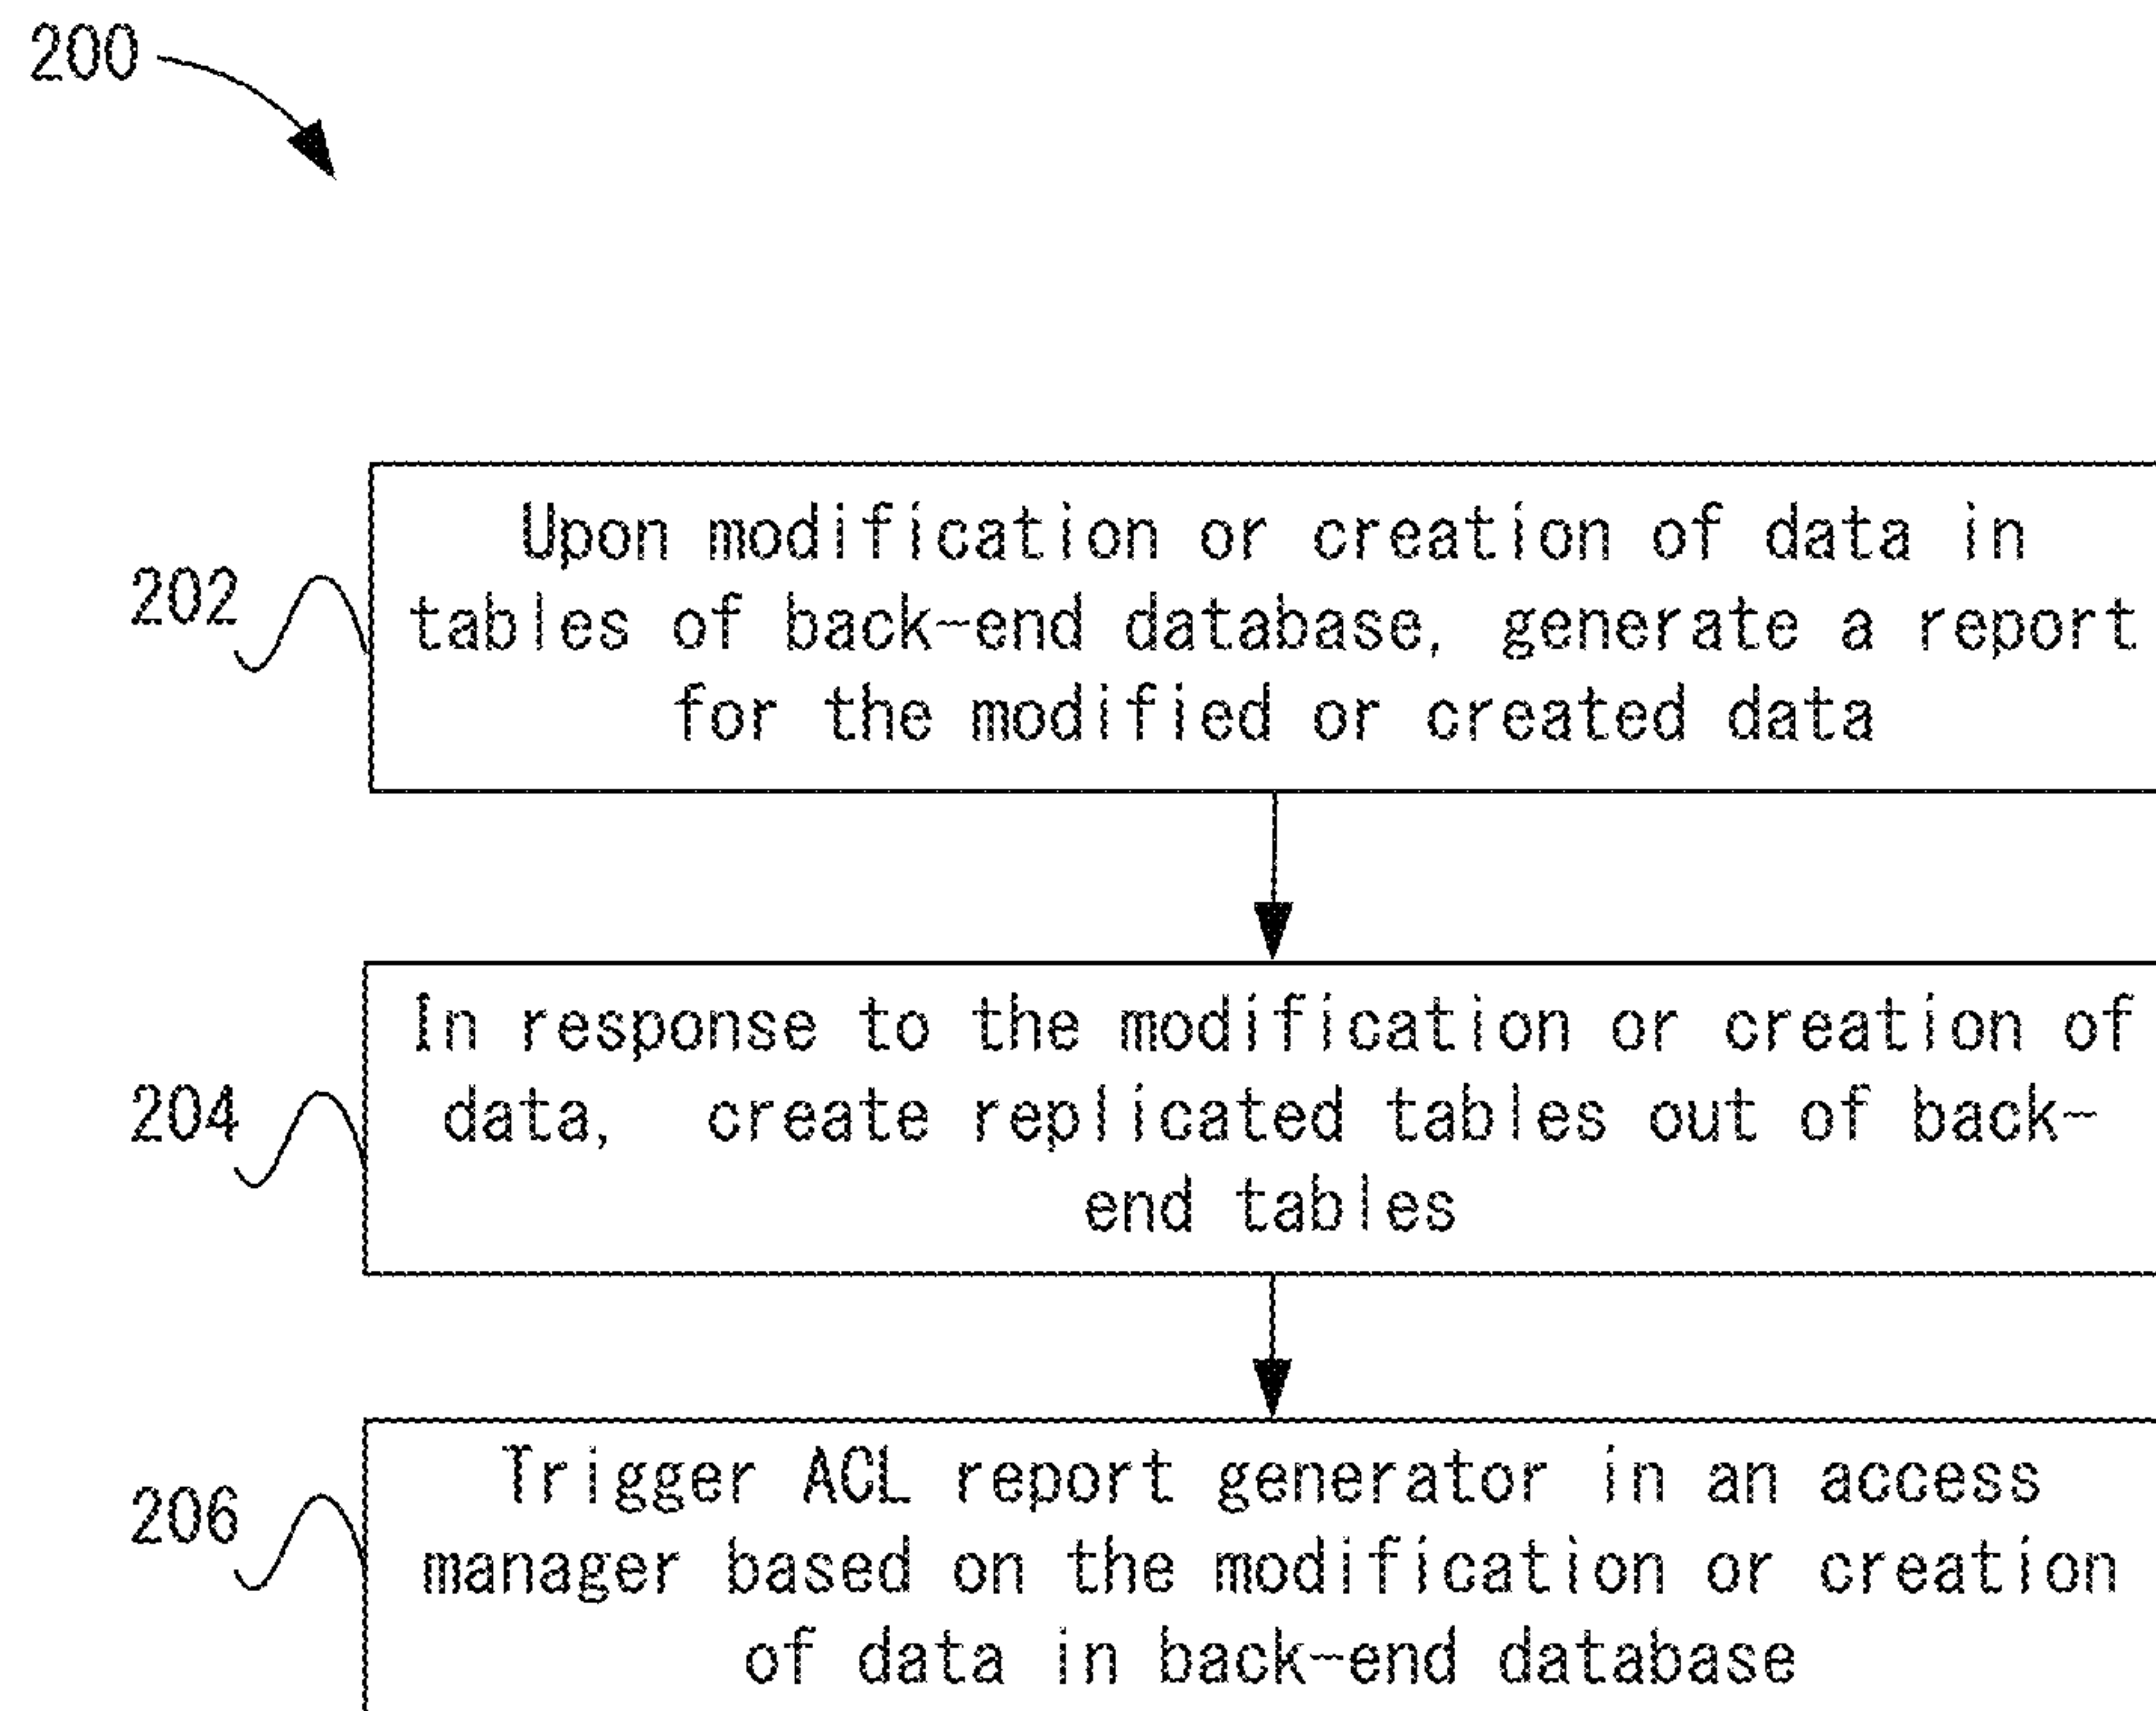 200
202
Upon modification or creation of data in
tables of back-end database, generate a report
for the modified or created data
204
In response to the modification or creation of
data, create replicated tables out of back-
end tables
206
Trigger ACL report generator in an access
manager based on the modification or creation
of data in back-end database